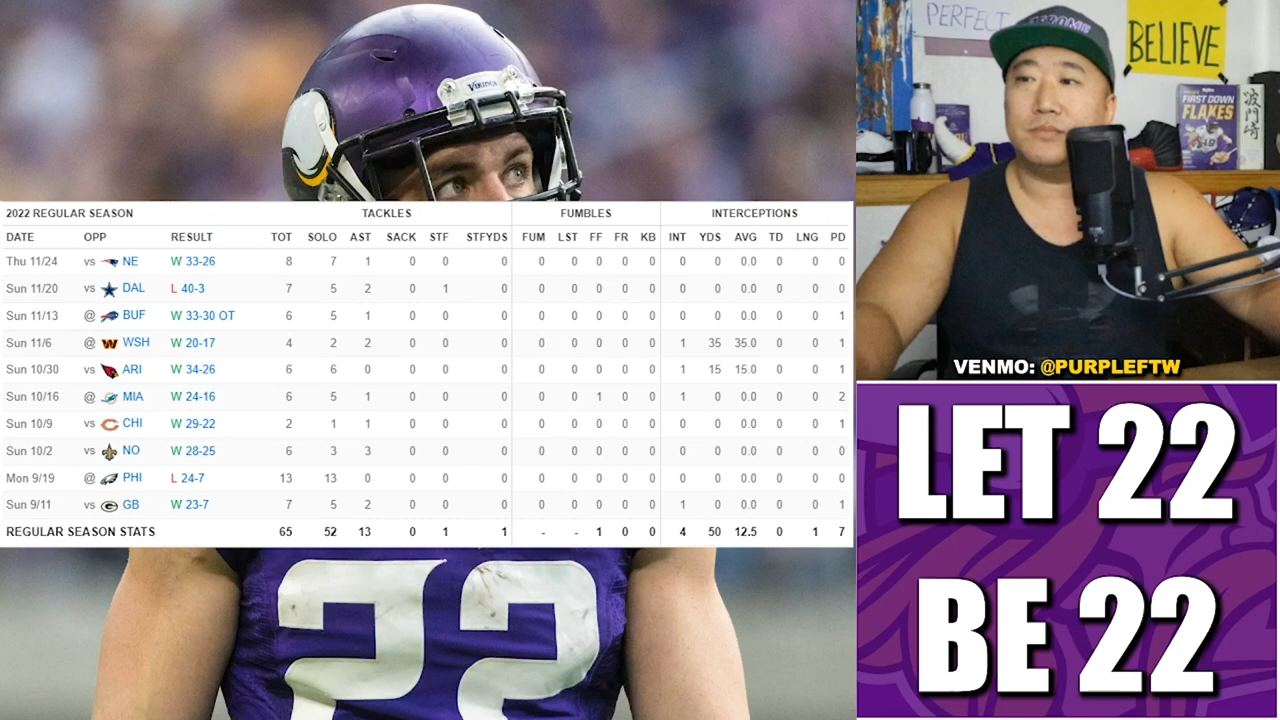 2022 REGULAR SEASON TACKLES FUMBLES INTERCEPTIONS
DATE OPP RESULT TOT SOLO AST SACK STF STFYDS FUM LST FF FR KB INT YDS AVG TD LNG PD
Thu 11/24 vs NE W 33-26 8 7 1 0 0 0 0 0 0 0 0 0 0 0.0 0 0 0
Sun 11/20 vs DAL L 40-3 7 5 2 0 1 0 0 0 0 0 0 0 0 0.0 0 0 0
Sun 11/13 @ BUF W 33-30 OT 6 5 1 0 0 0 0 0 0 0 0 0 0 0.0 0 0 1
Sun 11/6 @ WSH W 20-17 4 2 2 0 0 0 0 0 0 0 0 1 35 35.0 0 0 1
Sun 10/30 vs ARI W 34-26 6 6 0 0 0 0 0 0 0 0 0 1 15 15.0 0 0 1
Sun 10/16 @ MIA W 24-16 6 5 1 0 0 0 0 0 1 0 0 1 0 0.0 0 0 2
Sun 10/9 vs CHI W 29-22 2 1 1 0 0 0 0 0 0 0 0 0 0 0.0 0 0 1
Sun 10/2 vs NO W 28-25 6 3 3 0 0 0 0 0 0 0 0 0 0 0.0 0 0 0
Mon 9/19 @ PHI L 24-7 13 13 0 0 0 0 0 0 0 0 0 0 0 0.0 0 0 0
Sun 9/11 vs GB W 23-7 7 5 2 0 0 0 0 0 0 0 0 1 0 0.0 0 0 1
REGULAR SEASON STATS 65 52 13 0 1 1 - - 1 0 0 4 50 12.5 0 1 7
VIKINGS
22
PERFECT
BELIEVE
FIRST DOWN
FLAKES
VENMO: @PURPLEFTW
LET 22
BE 22